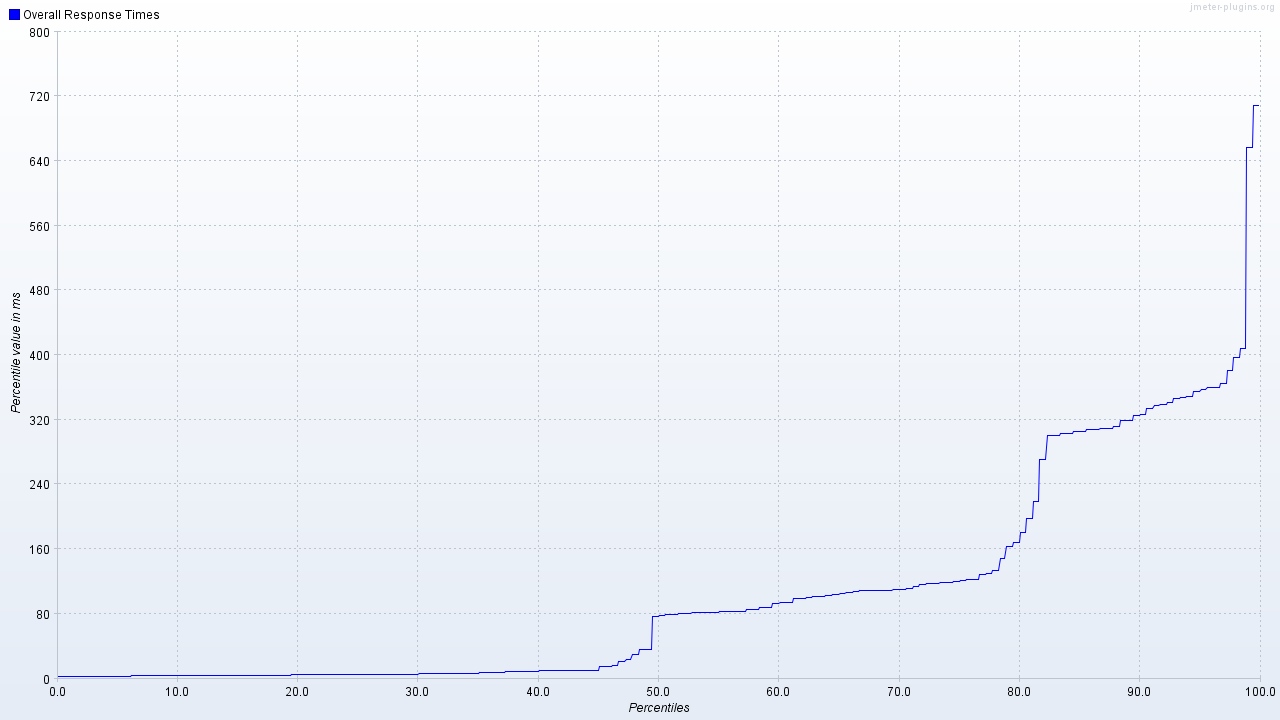 jmeter-plugins.org
Overall Response Times
800
720
640
560
480
400
320
240
160
80
0
Percentile value in ms
0.0 10.0 20.0 30.0 40.0 50.0 60.0 70.0 80.0 90.0 100.0
Percentiles